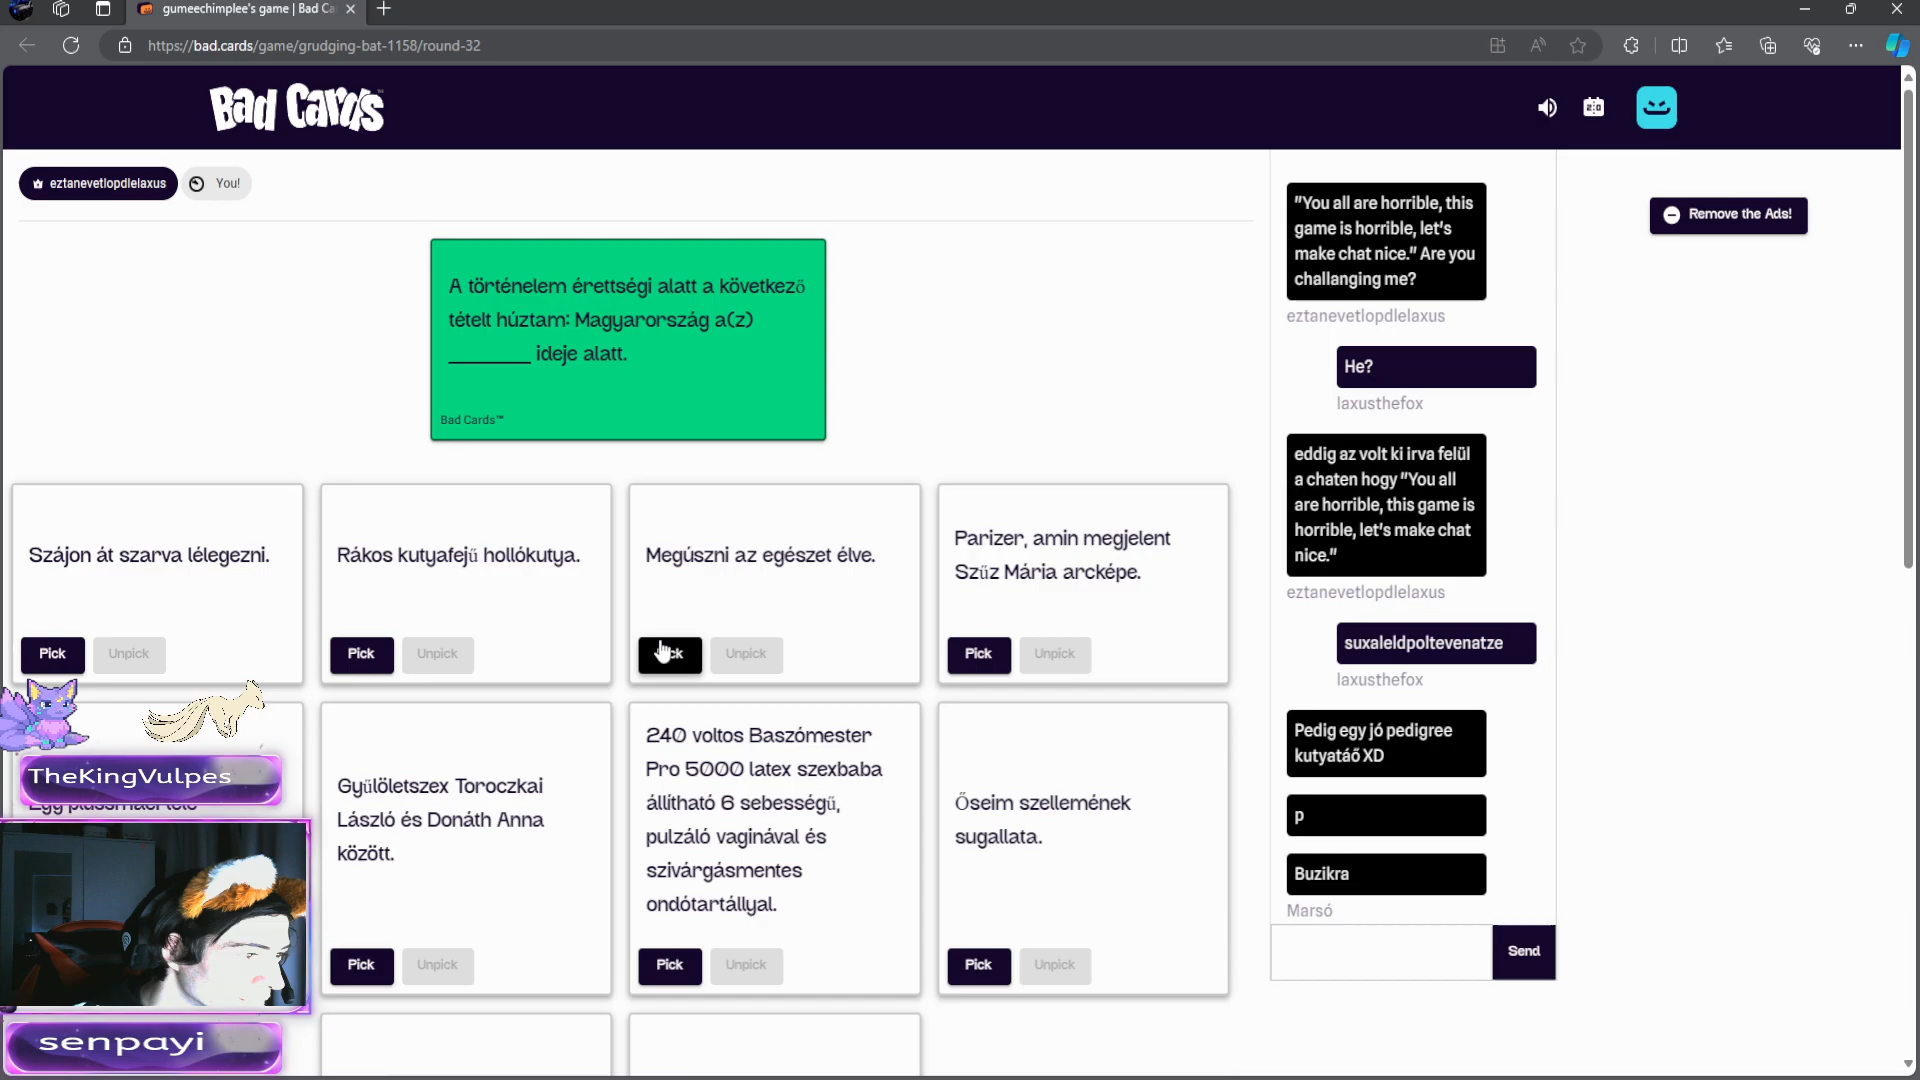 gumeechimplee's game | Bad Ca
https://bad.cards/game/grudging-bat-1158/round-32
Bad Cards
2:0
eztanevetlopdlelaxus
You!
Remove the Ads!
A történelem érettségi alatt a következő
tételt húztam: Magyarország a(z)
________ ideje alatt.
Bad Cards™
Szájon át szarva lélegezni.
Pick
Unpick
Rákos kutyafejű hollókutya.
Pick
Unpick
Megúszni az egészet élve.
Unpick
Parizer, amin megjelent
Szűz Mária arcképe.
Pick
Unpick
TheKingVulpes
Gyűlöletszex Toroczkai
László és Donáth Anna
között.
Pick
Unpick
240 voltos Baszómester
Pro 5000 latex szexbaba
állítható 6 sebességű,
pulzáló vaginával és
szivárgásmentes
ondótartállyal.
Pick
Unpick
Őseim szellemének
sugallata.
Pick
Unpick
senpayi
"You all are horrible, this
game is horrible, let's
make chat nice." Are you
challanging me?
eztanevetlopdlelaxus
He?
laxusthefox
eddig az volt ki irva felül
a chaten hogy "You all
are horrible, this game is
horrible, let's make chat
nice."
eztanevetlopdlelaxus
suxaleldpoltevenatze
laxusthefox
Pedig egy jó pedigree
kutyatáő XD
p
Buzikra
Marsó
Send